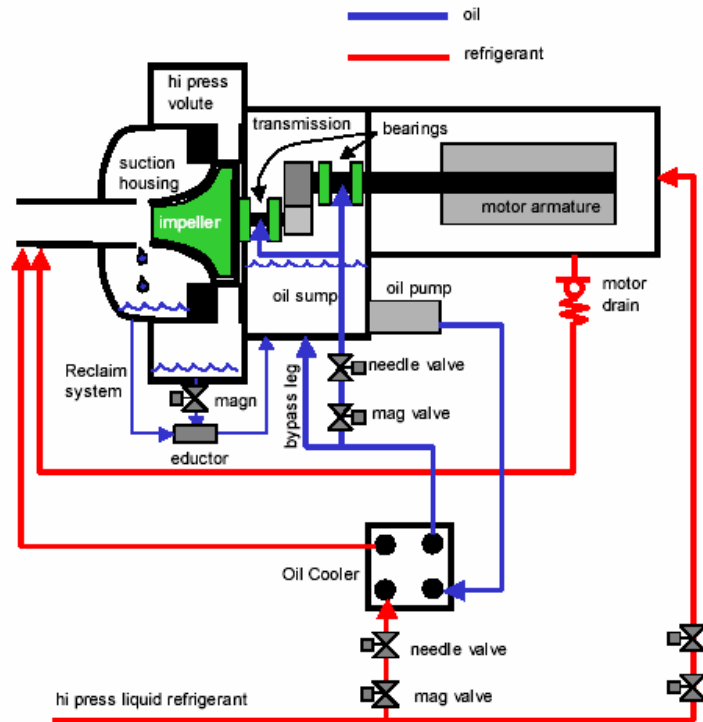 oil
refrigerant
hi press
volute
transmission
bearings
suction
housing
impeller
motor armature
oil sump
oil pump
motor
drain
Reclaim
system
bypass leg
needle valve
magn
mag valve
eductor
Oil Cooler
needle valve
mag valve
hi press liquid refrigerant